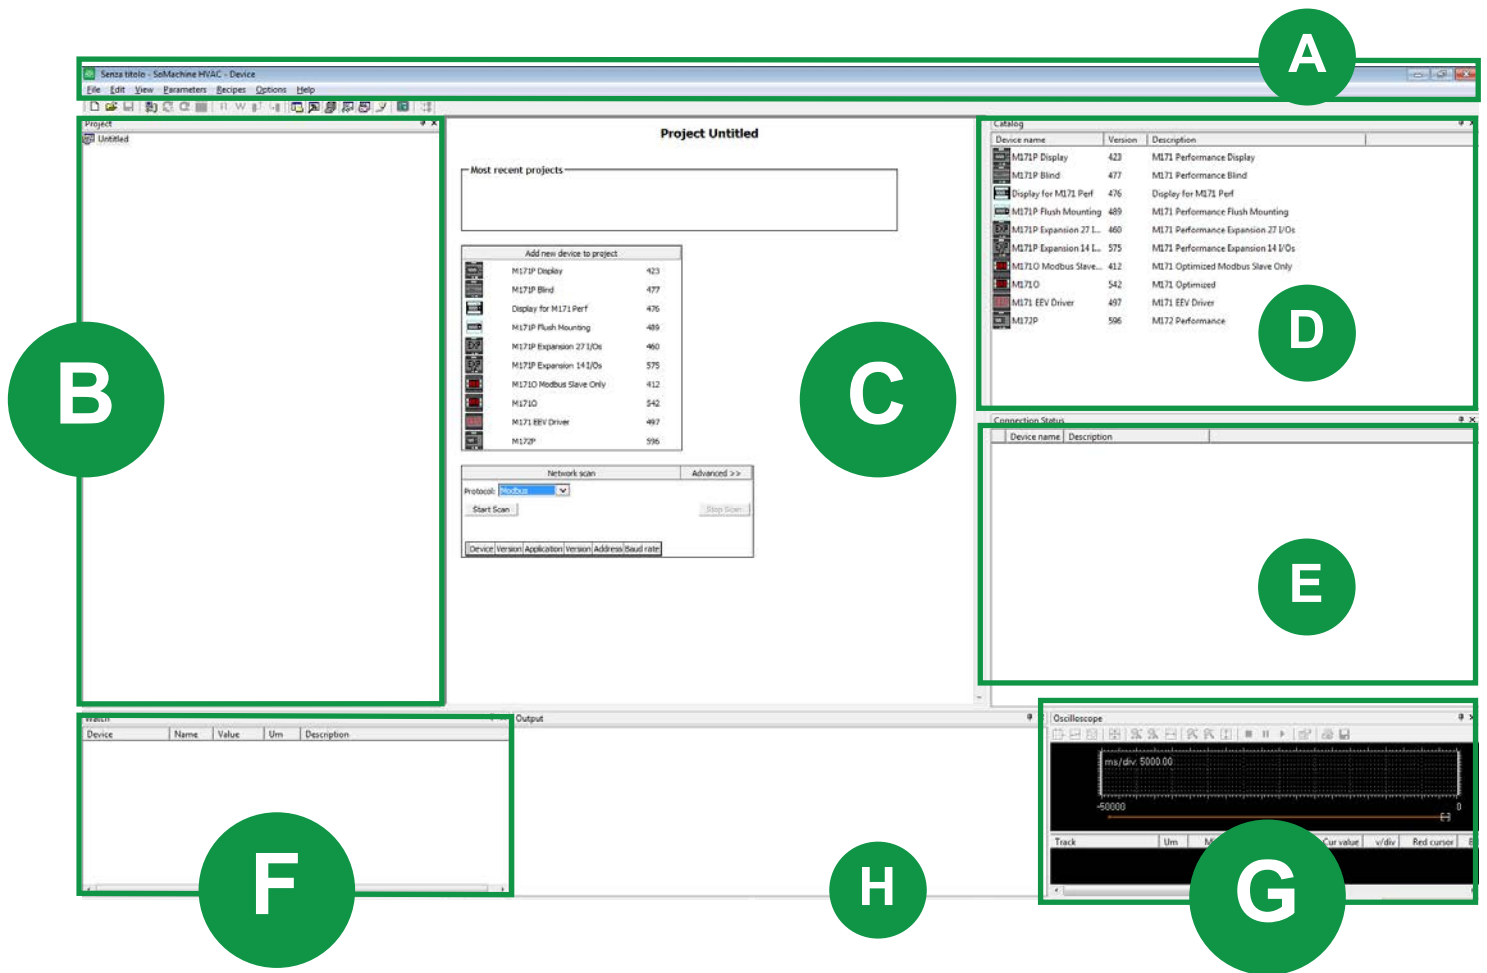 A
Senza titolo - SoMachine HVAC - Device
File Edit View Parameters Recipes Options Help
Project
Untitled
B
Project Untitled
Most recent projects
Add new device to project
M171P Display 423
M171P Blind 477
Display for M171 Perf 476
M171P Flush Mounting 489
M171P Expansion 27 I/Os 460
M171P Expansion 14 I/Os 575
M171O Modbus Slave Only 412
M171O 542
M171 EEV Driver 497
M172P 596
Network scan Advanced >>
Protocol: Modbus
Start Scan Stop Scan
Device Version Application Version Address Baud rate
C
Catalog
Device name Version Description
M171P Display 423 M171 Performance Display
M171P Blind 477 M171 Performance Blind
Display for M171 Perf 476 Display for M171 Perf
M171P Flush Mounting 489 M171 Performance Flush Mounting
M171P Expansion 27 I... 460 M171 Performance Expansion 27 I/Os
M171P Expansion 14 I... 575 M171 Performance Expansion 14 I/Os
M171O Modbus Slave... 412 M171 Optimized Modbus Slave Only
M171O 542 M171 Optimized
M171 EEV Driver 497 M171 EEV Driver
M172P 596 M172 Performance
D
Connection Status
Device name Description
E
Watch
Device Name Value Um Description
F
Output
H
Oscilloscope
ms/div: 5000.00
-50000 0
Track Um Cur value v/div Red cursor
G